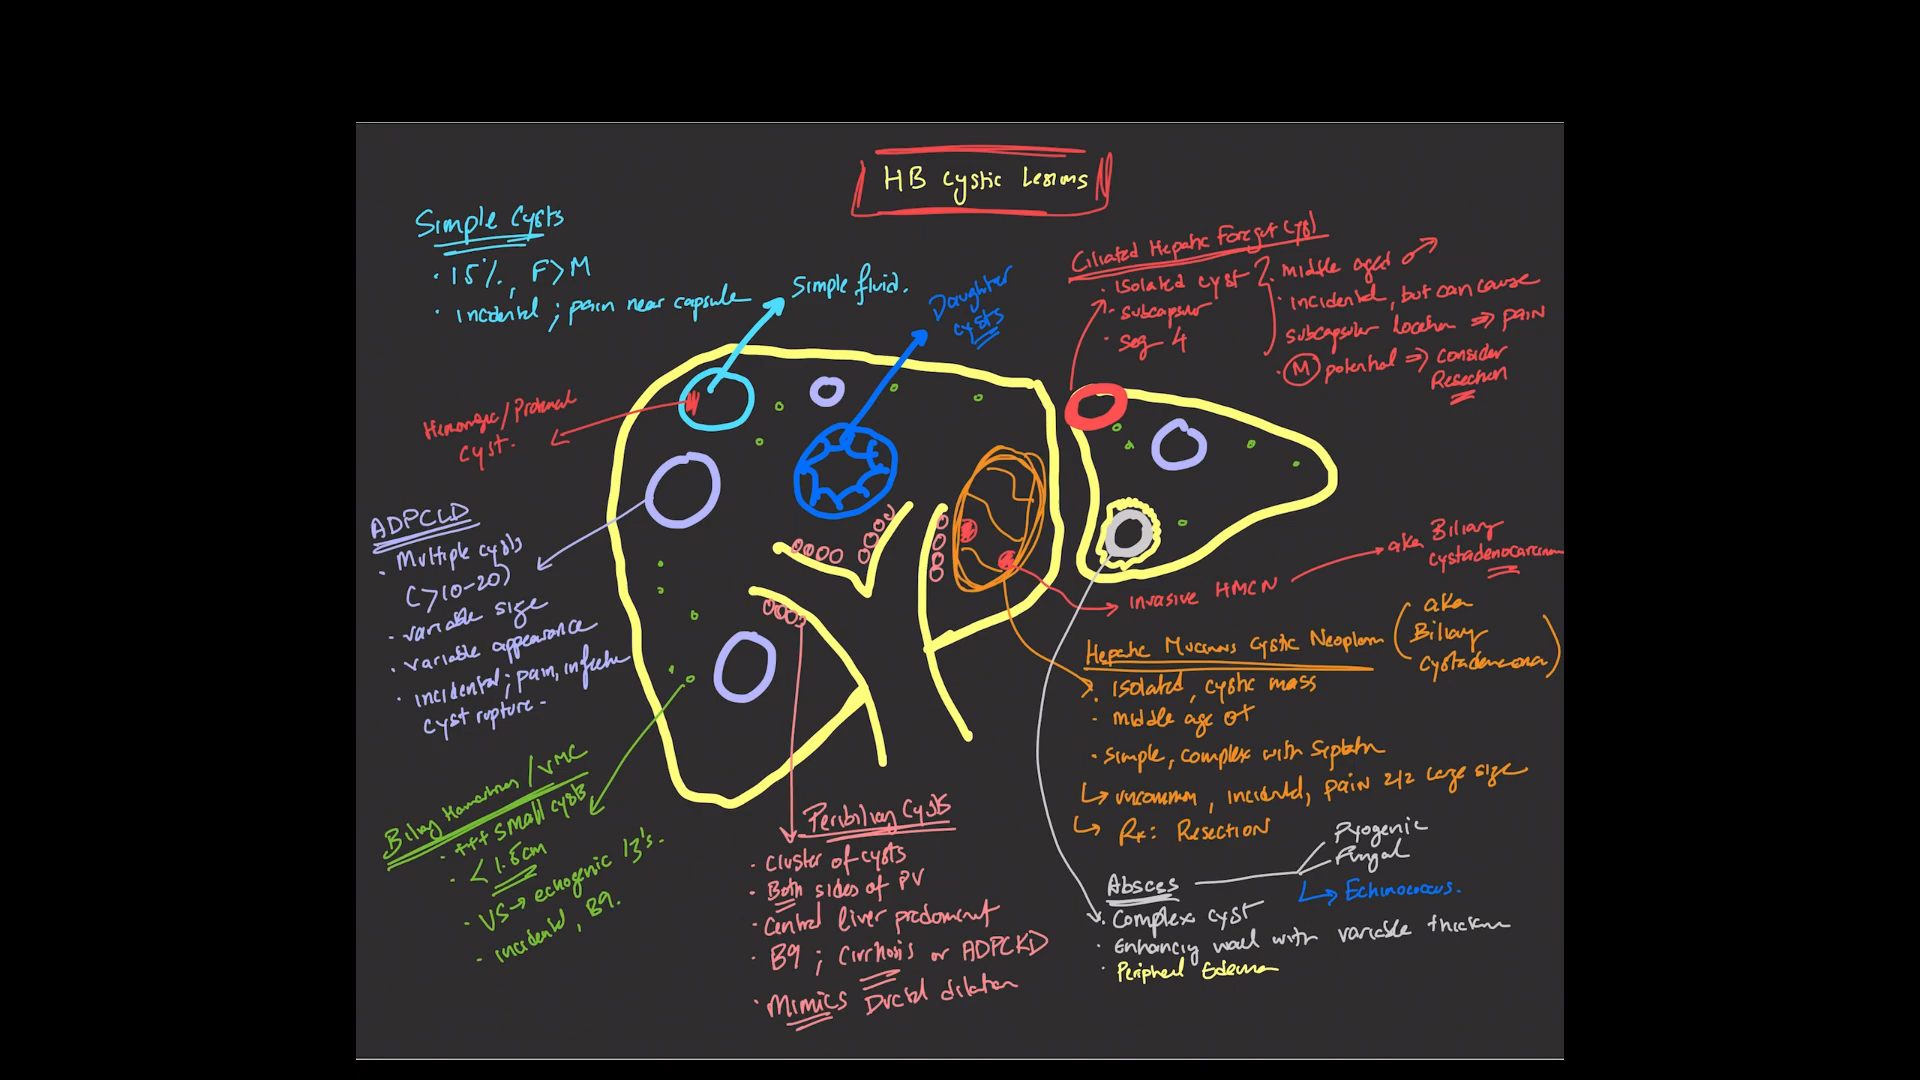 HB Cystic Lesions
Simple Cysts
· 15%, F>M
· incidental; pain near capsule
Simple fluid.
Daughter
cysts
Hemorragic/Proteinal
Cyst.
Ciliated Hepatic Foregut Cyst
· Isolated cyst
· subcapsular
· Seg 4
· Middle aged ♂
· incidental, but can cause
subcapsular location ⇒ pain
· M potential ⇒ consider
Resection
ADPCLD
· Multiple cysts
(>10-20)
· variable size
· variable appearance
· incidental; pain, infection
cyst rupture-
Biliary Hamartomas/VMC
· +++ small cysts
· < 1.5cm
· US → echogenic B's.
· incidental, B9.
Peribiliary Cysts
· Cluster of cysts
· Both sides of PV
· Central liver predominant
· B9; Cirrhosis or ADPCKD
· Mimics Ductal dilation
Invasive HMCN
aka Biliary
cystadenocarcinoma
Hepatic Mucinous Cystic Neoplasm
(aka
Biliary
cystadenoma)
· Isolated, cystic mass
· Middle age ♀
· Simple, complex with Septation
↳ uncommon, incidental, pain 2/2 large size
↳ Rx: Resection
Abscess
Pyogenic
Fungal
↳ Echinococcus.
· Complex cyst
· Enhancing wall with variable thickness
· Peripheral Edema